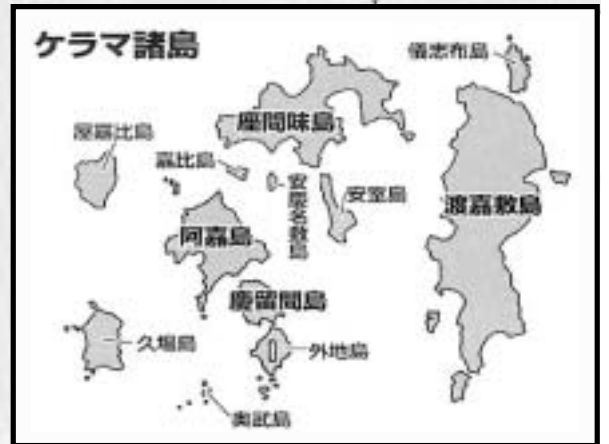 ケラマ諸島
儀志布島
座間味島
屋嘉比島
嘉比島
安慶名敷島
安室島
渡嘉敷島
阿嘉島
慶留間島
久場島
外地島
奥武島